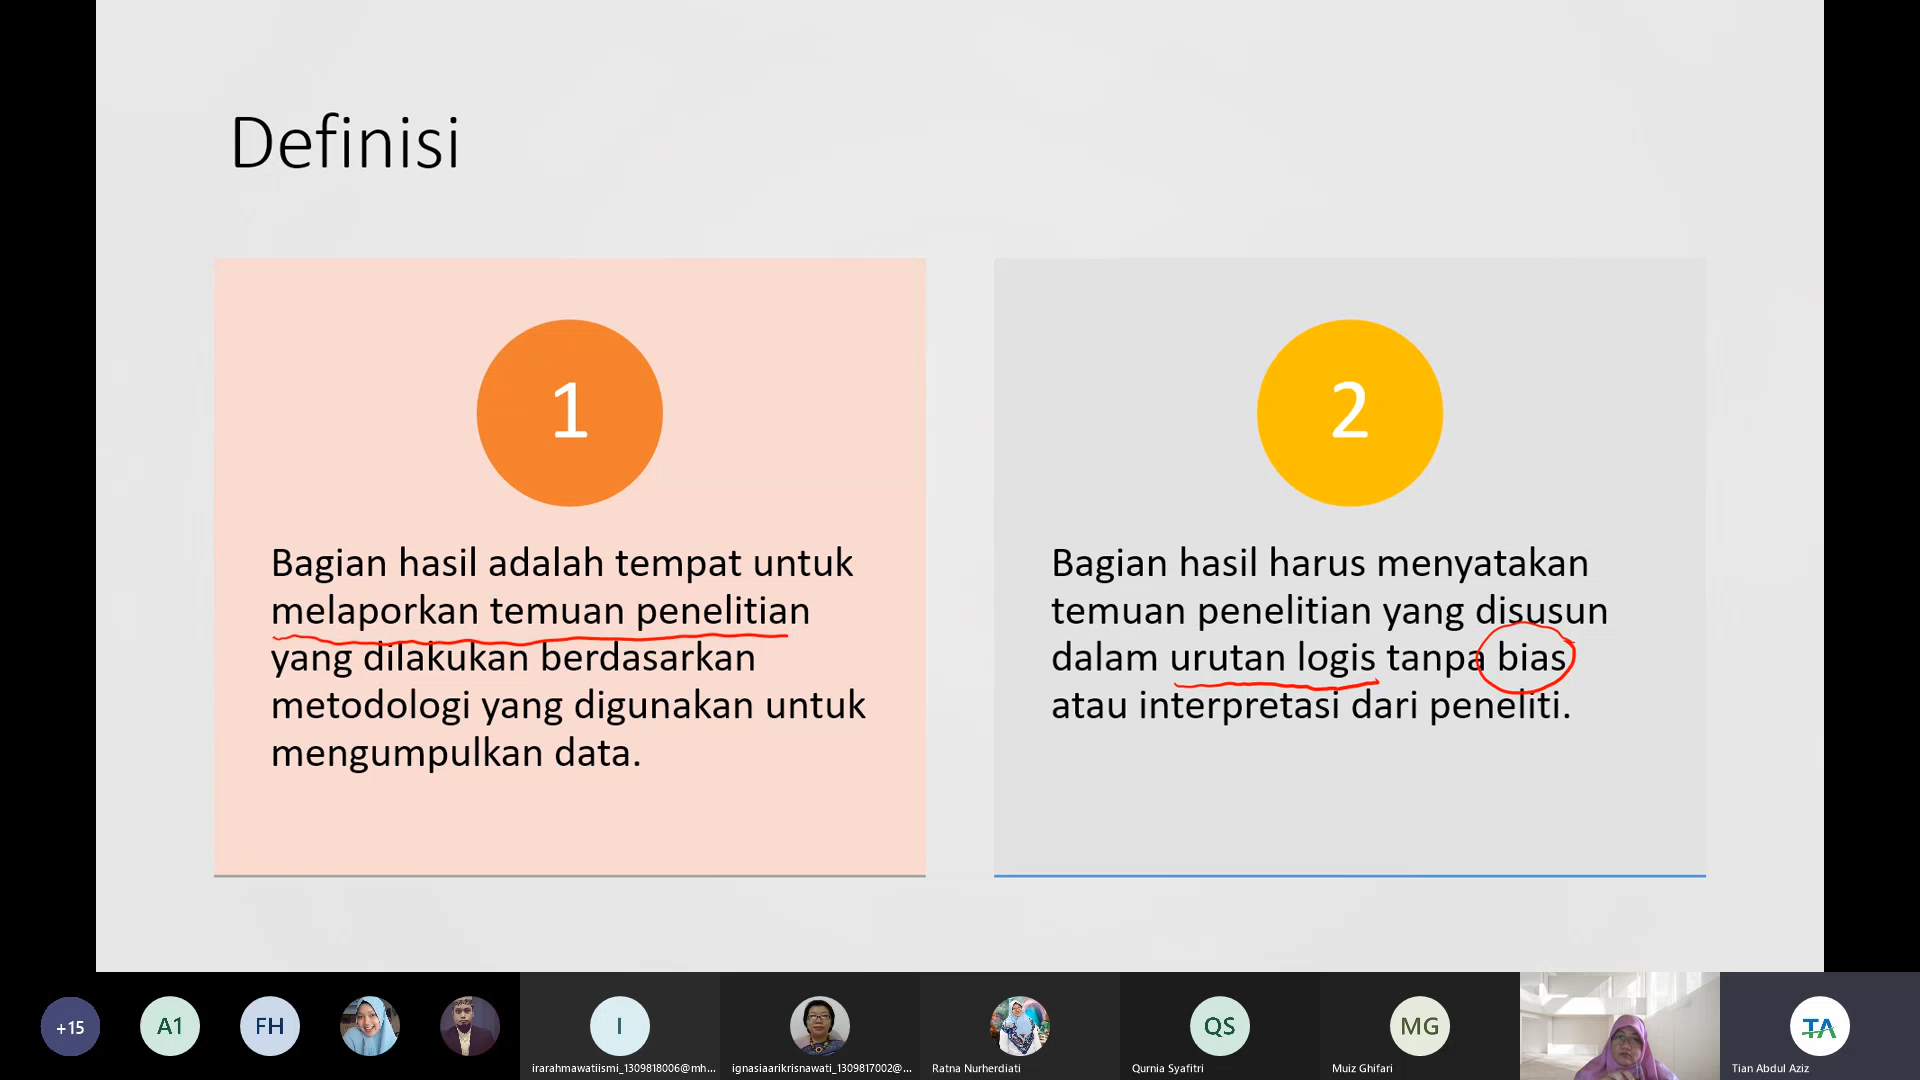 Definisi
1
Bagian hasil adalah tempat untuk
melaporkan temuan penelitian
yang dilakukan berdasarkan
metodologi yang digunakan untuk
mengumpulkan data.
2
Bagian hasil harus menyatakan
temuan penelitian yang disusun
dalam urutan logis tanpa bias
atau interpretasi dari peneliti.
+15
A1
FH
I
QS
MG
TA
irarahmawatiismi_1309818006@mh...
ignasiaarikrisnawati_1309817002@...
Ratna Nurherdiati
Qurnia Syafitri
Muiz Ghifari
Tian Abdul Aziz